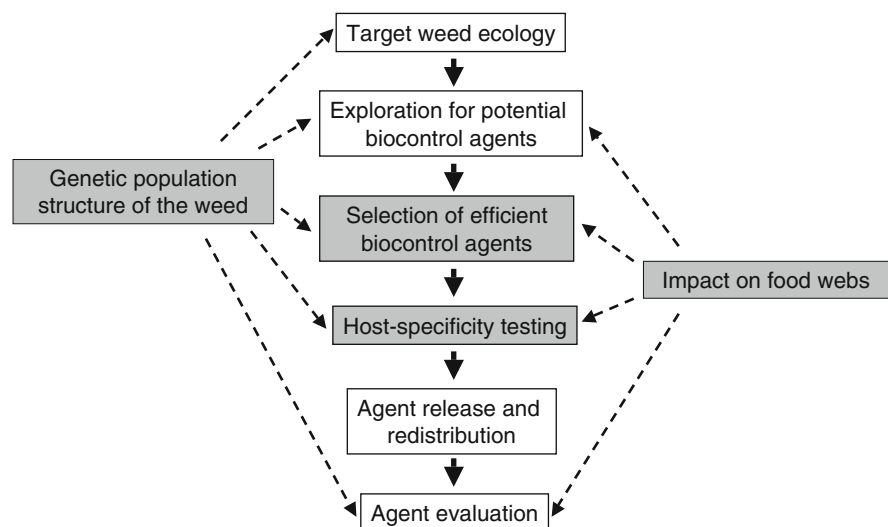 Target weed ecology
Exploration for potential
biocontrol agents
Genetic population
structure of the weed
Selection of efficient
biocontrol agents
Impact on food webs
Host-specificity testing
Agent release and
redistribution
Agent evaluation